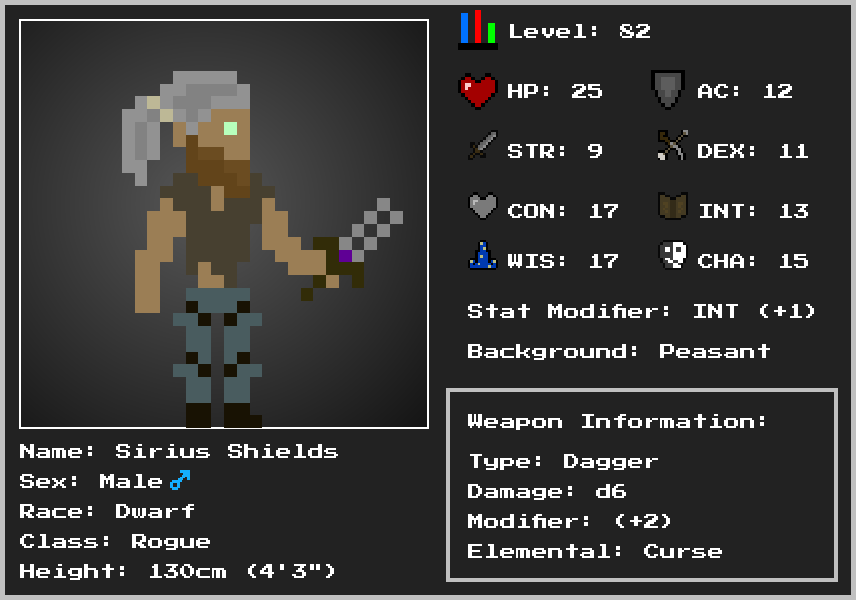 Level: 82
HP: 25
AC: 12
STR: 9
DEX: 11
CON: 17
INT: 13
WIS: 17
CHA: 15
Stat Modifier: INT (+1)
Background: Peasant
Weapon Information:
Type: Dagger
Damage: d6
Modifier: (+2)
Elemental: Curse
Name: Sirius Shields
Sex: Male ♂
Race: Dwarf
Class: Rogue
Height: 130cm (4'3")